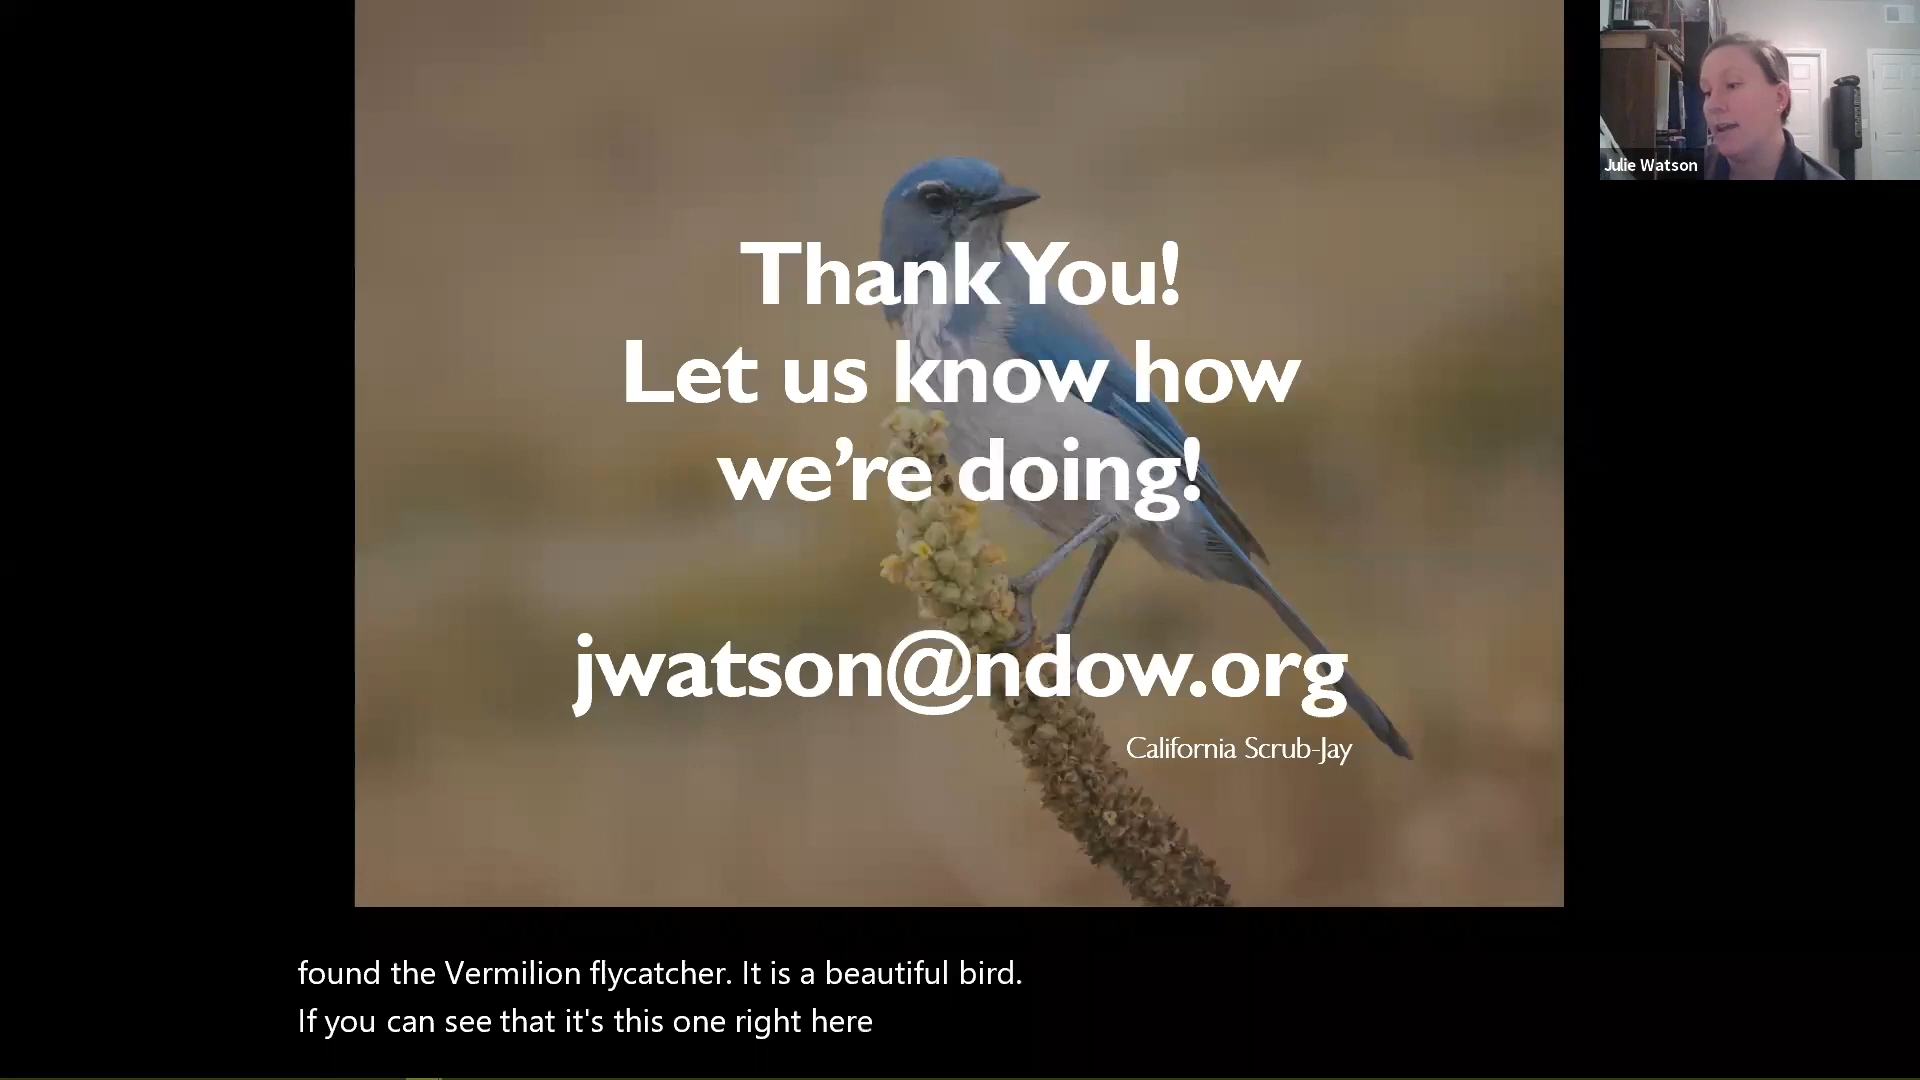 Thank You!
Let us know how
we're doing!
jwatson@ndow.org
California Scrub-Jay
Julie Watson
found the Vermilion flycatcher. It is a beautiful bird.
If you can see that it's this one right here